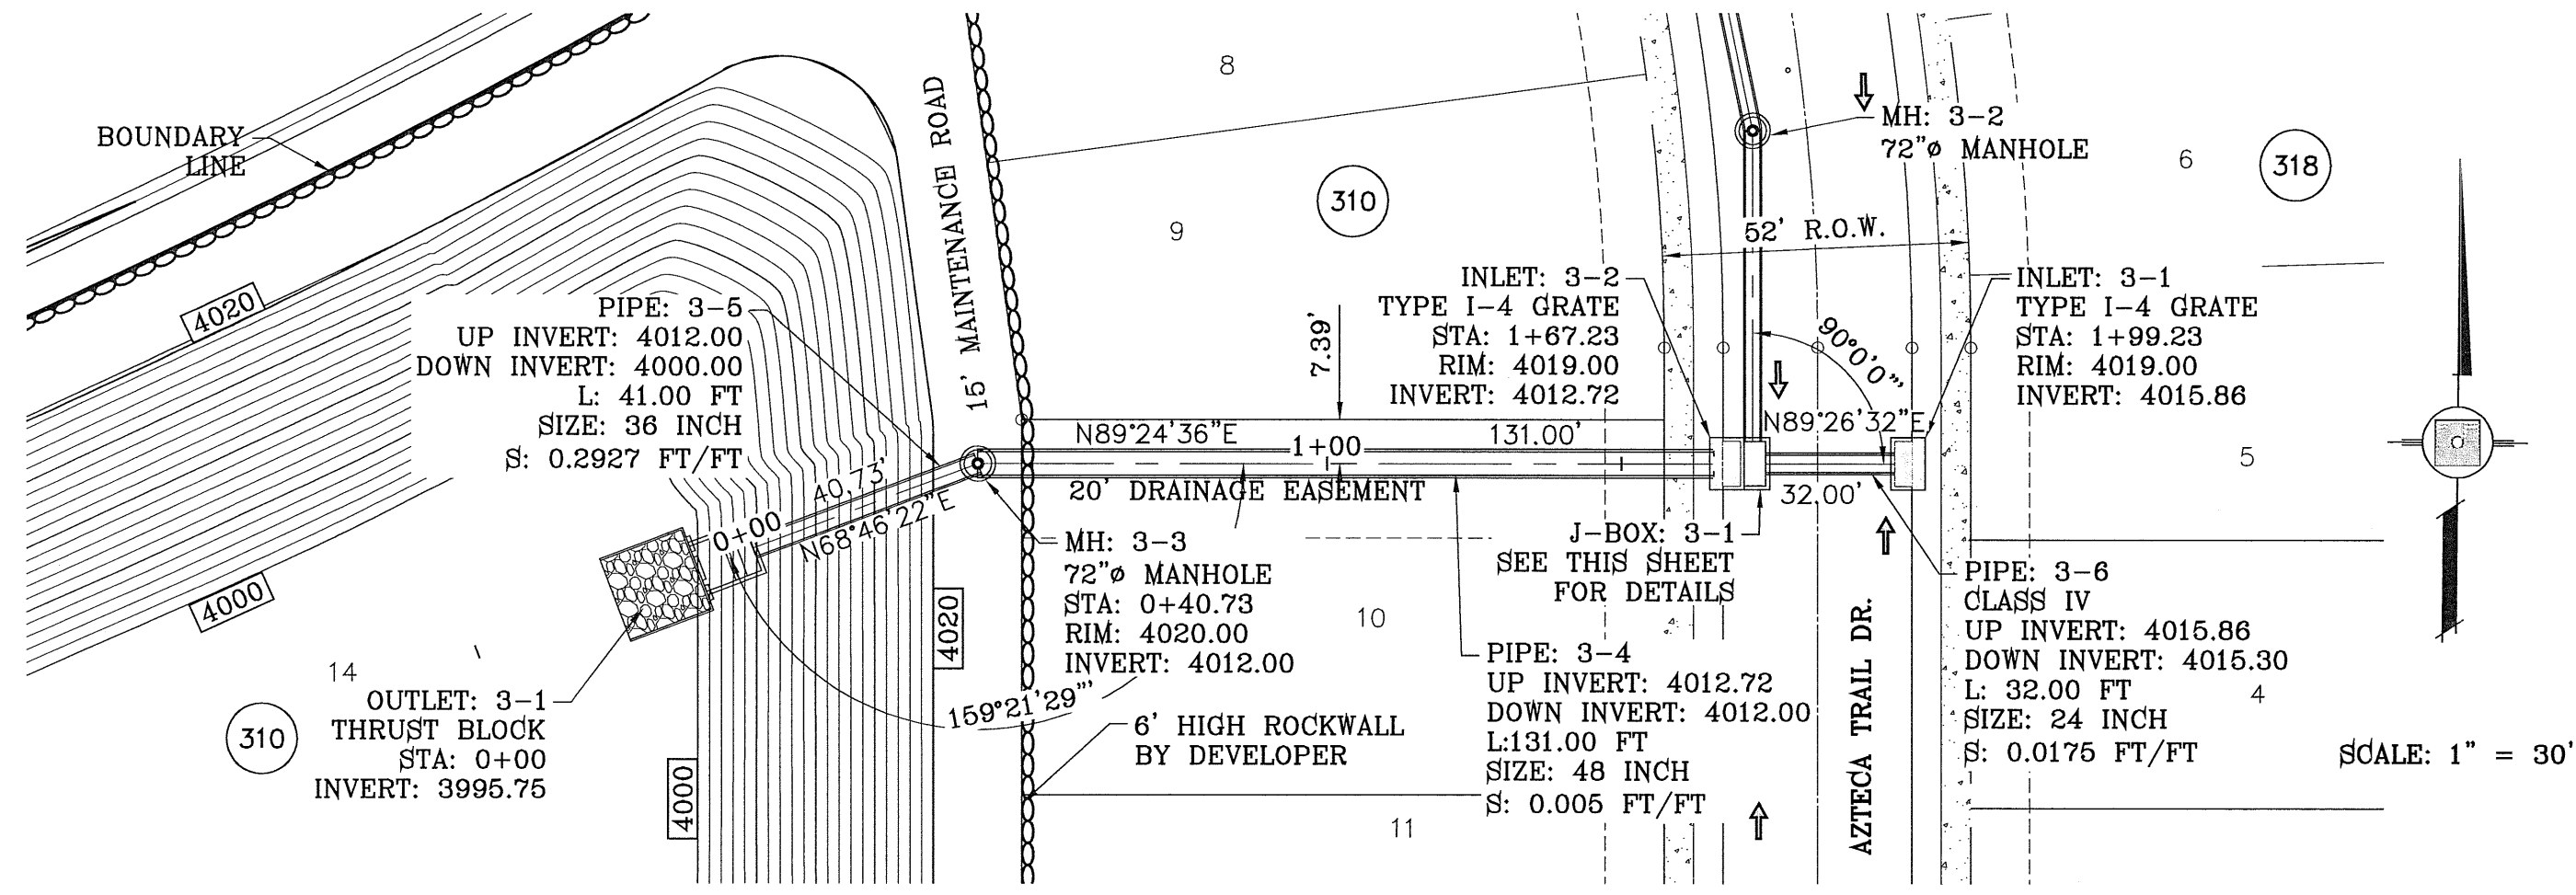 BOUNDARY
LINE
15' MAINTENANCE ROAD
8
MH: 3-2
72"ø MANHOLE
6
318
310
9
52' R.O.W.
4020
PIPE: 3-5
UP INVERT: 4012.00
DOWN INVERT: 4000.00
L: 41.00 FT
SIZE: 36 INCH
S: 0.2927 FT/FT
7.39'
INLET: 3-2
TYPE I-4 GRATE
STA: 1+67.23
RIM: 4019.00
INVERT: 4012.72
90°0'0"
INLET: 3-1
TYPE I-4 GRATE
STA: 1+99.23
RIM: 4019.00
INVERT: 4015.86
N89°24'36"E
1+00
131.00'
N89°26'32"E
5
20' DRAINAGE EASEMENT
32.00'
40.73'
0+00
N68°46'22"E
4000
4020
MH: 3-3
72"ø MANHOLE
STA: 0+40.73
RIM: 4020.00
INVERT: 4012.00
10
J-BOX: 3-1
SEE THIS SHEET
FOR DETAILS
PIPE: 3-6
CLASS IV
UP INVERT: 4015.86
DOWN INVERT: 4015.30
L: 32.00 FT
SIZE: 24 INCH
S: 0.0175 FT/FT
4
14
310
OUTLET: 3-1
THRUST BLOCK
STA: 0+00
INVERT: 3995.75
159°21'29"
6' HIGH ROCKWALL
BY DEVELOPER
PIPE: 3-4
UP INVERT: 4012.72
DOWN INVERT: 4012.00
L:131.00 FT
SIZE: 48 INCH
S: 0.005 FT/FT
AZTECA TRAIL DR.
4000
11
SCALE: 1" = 30'